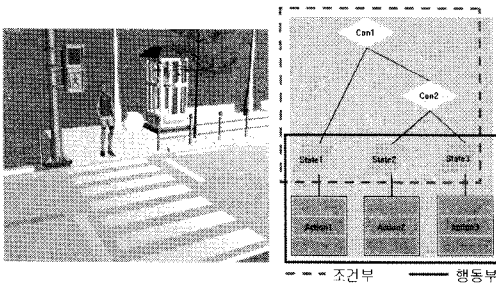 Con1
Con2
State1
State2
State3
Action1
Action2
Action3
조건부
행동부